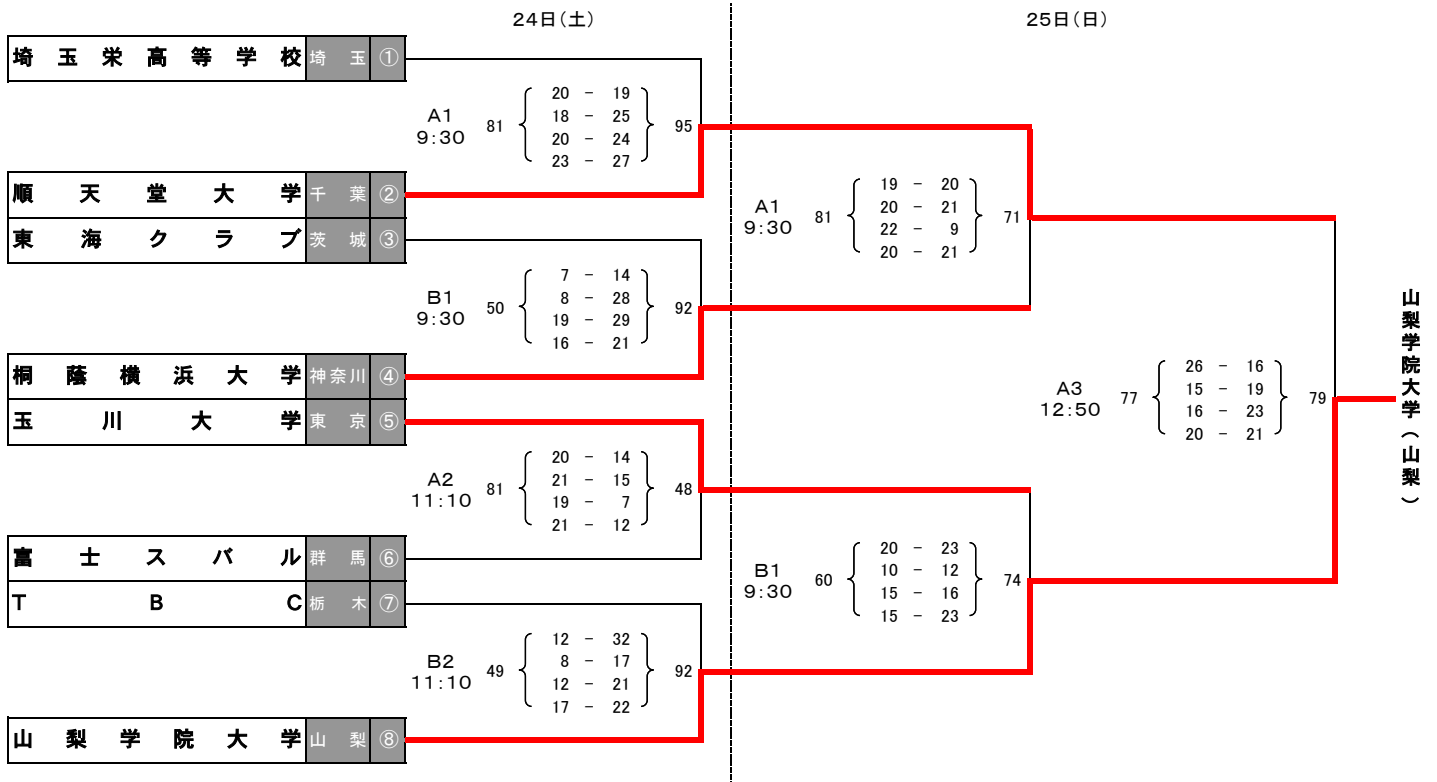 24日(土)
25日(日)
埼玉栄高等学校 埼玉 ①
A1
9:30
81
20 - 19
18 - 25
20 - 24
23 - 27
95
順天堂大学 千葉 ②
東海クラブ 茨城 ③
B1
9:30
50
7 - 14
8 - 28
19 - 29
16 - 21
92
桐蔭横浜大学 神奈川 ④
玉川大学 東京 ⑤
A2
11:10
81
20 - 14
21 - 15
19 - 7
21 - 12
48
富士スバル 群馬 ⑥
TBC 栃木 ⑦
B2
11:10
49
12 - 32
8 - 17
12 - 21
17 - 22
92
山梨学院大学 山梨 ⑧
A1
9:30
81
19 - 20
20 - 21
22 - 9
20 - 21
71
B1
9:30
60
20 - 23
10 - 12
15 - 16
15 - 23
74
A3
12:50
77
26 - 16
15 - 19
16 - 23
20 - 21
79
山梨学院大学(山梨)